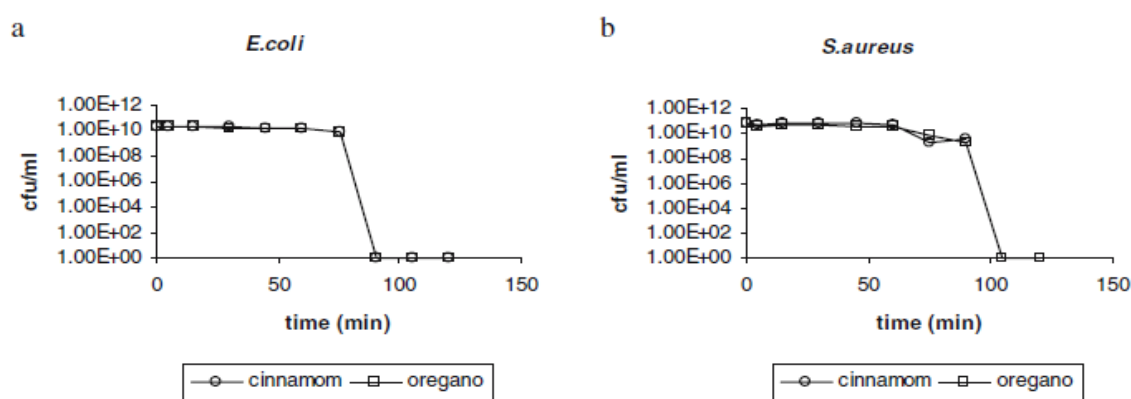 a
E.coli
1.00E+12
1.00E+10
1.00E+08
1.00E+06
1.00E+04
1.00E+02
1.00E+00
cfu/ml
0 50 100 150
time (min)
cinnamom oregano
b
S.aureus
1.00E+12
1.00E+10
1.00E+08
1.00E+06
1.00E+04
1.00E+02
1.00E+00
cfu/ml
0 50 100 150
time (min)
cinnamom oregano